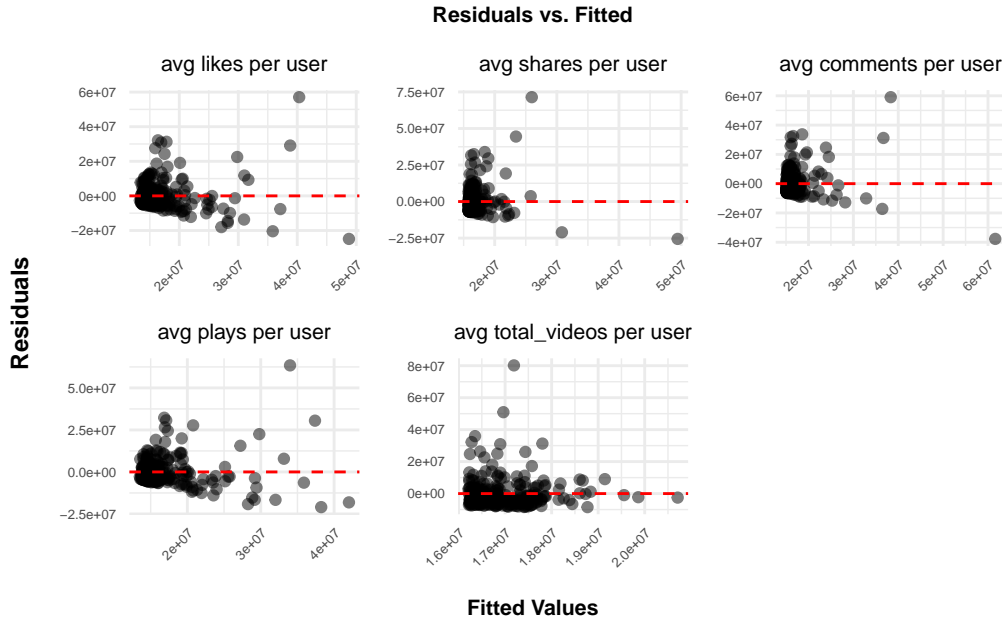 Residuals vs. Fitted
avg likes per user
avg shares per user
avg comments per user
6e+07
4e+07
2e+07
0e+00
−2e+07
2e+07
3e+07
4e+07
5e+07
7.5e+07
5.0e+07
2.5e+07
0.0e+00
−2.5e+07
2e+07
3e+07
4e+07
5e+07
6e+07
4e+07
2e+07
0e+00
−2e+07
−4e+07
2e+07
3e+07
4e+07
5e+07
6e+07
Residuals
avg plays per user
avg total_videos per user
5.0e+07
2.5e+07
0.0e+00
−2.5e+07
2e+07
3e+07
4e+07
8e+07
6e+07
4e+07
2e+07
0e+00
1.6e+07
1.7e+07
1.8e+07
1.9e+07
2.0e+07
Fitted Values